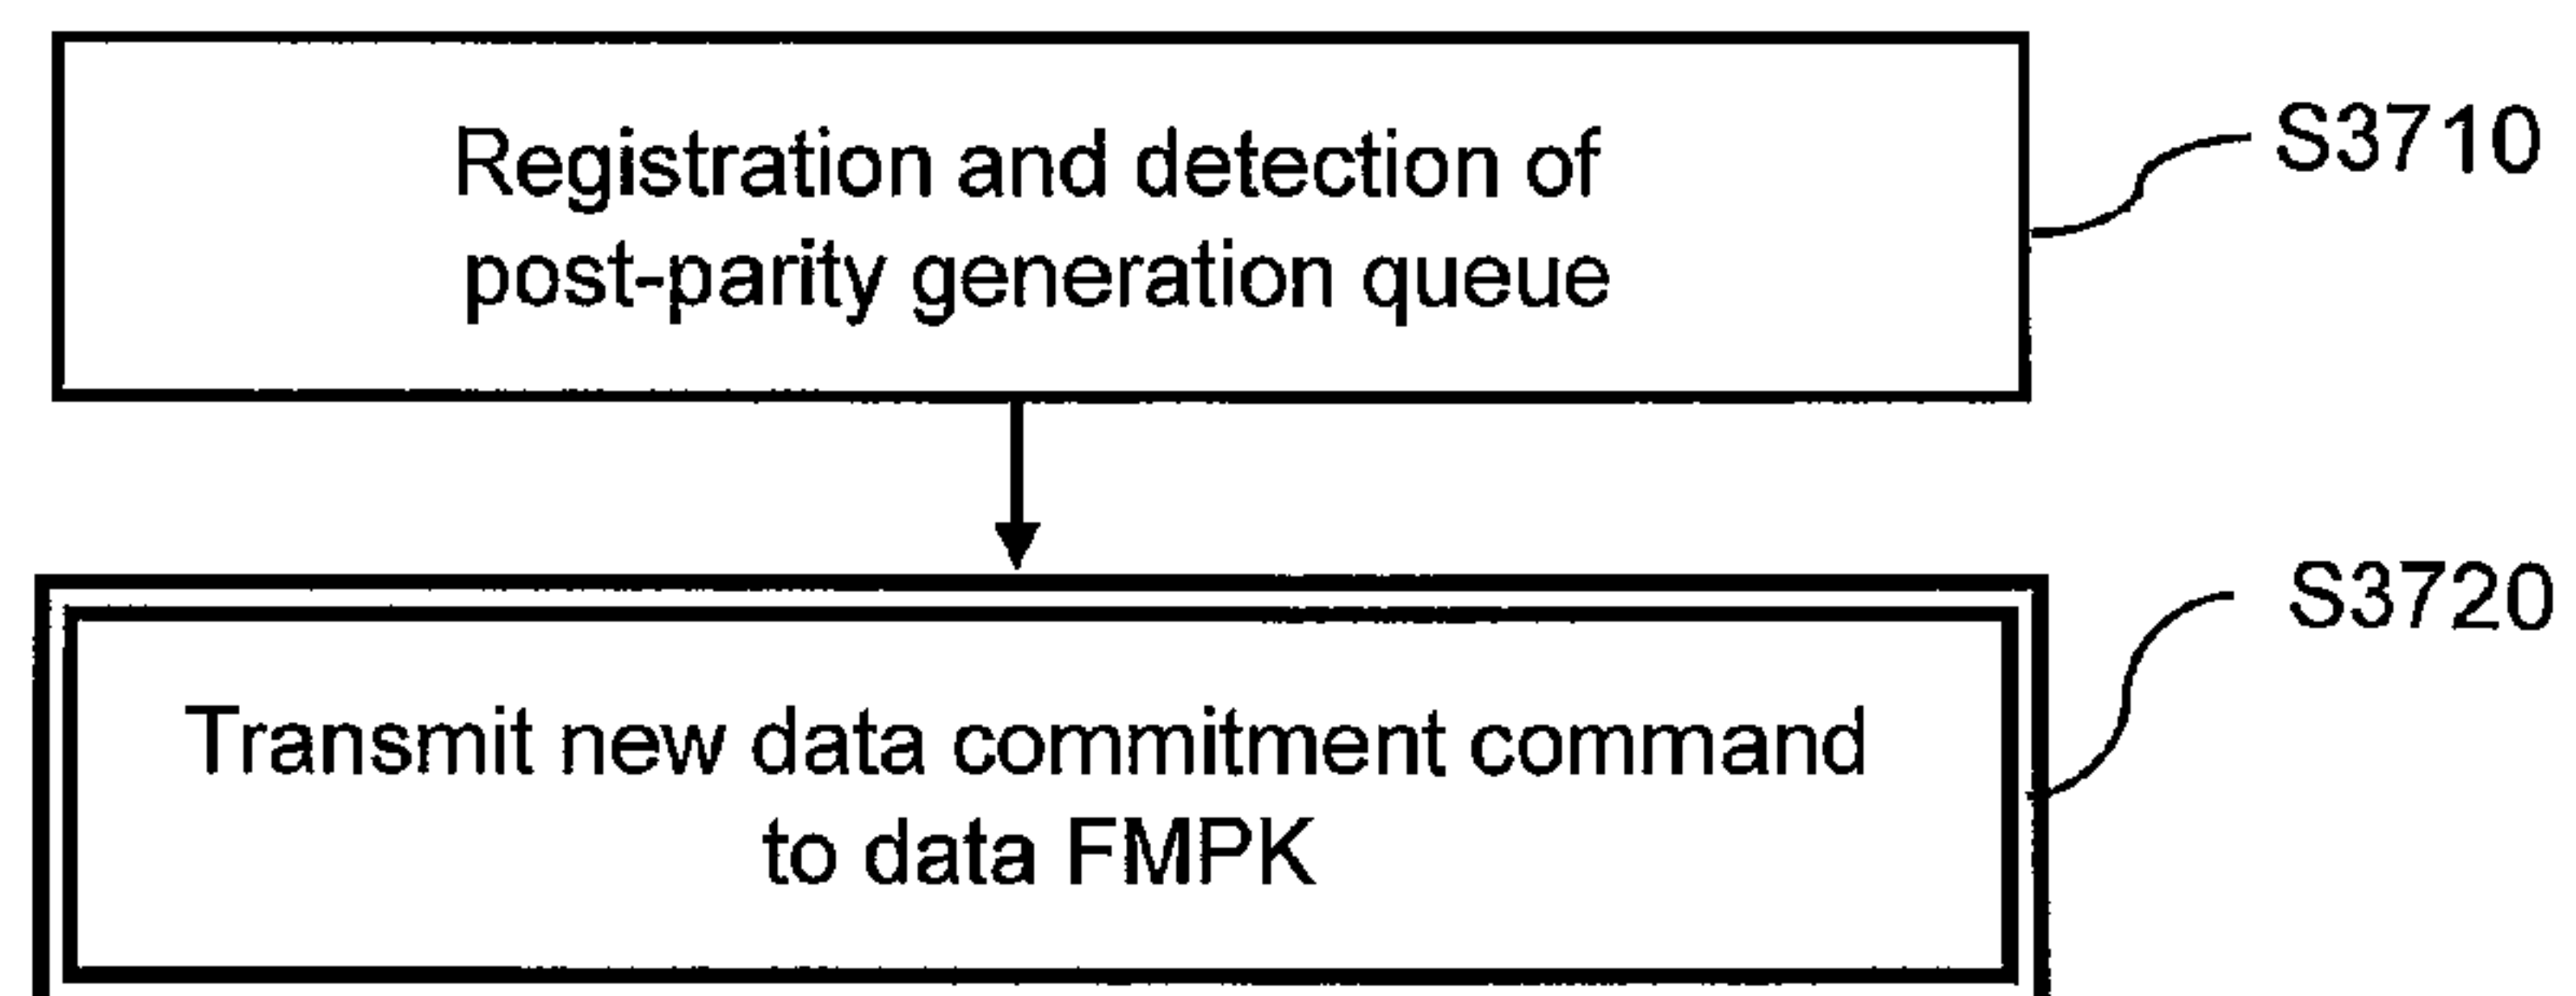 Registration and detection of
post-parity generation queue
S3710
Transmit new data commitment command
to data FMPK
S3720